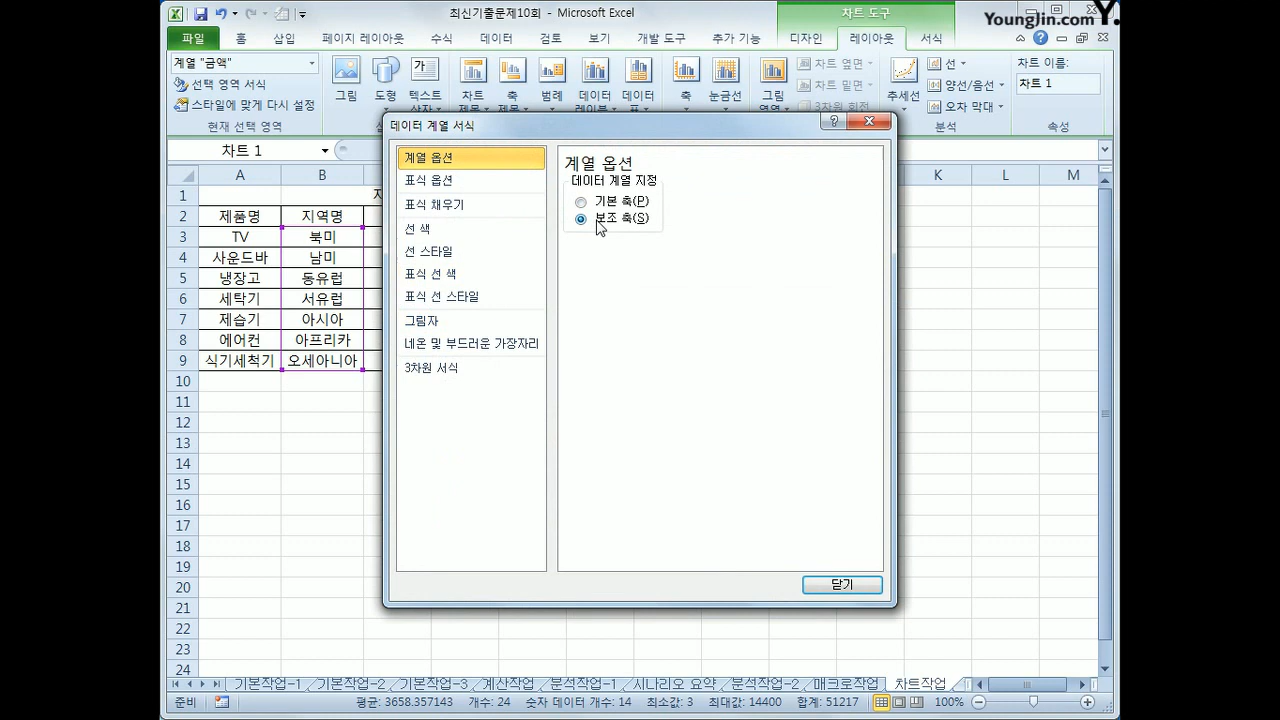 최신기출문제10회 - Microsoft Excel
차트 도구
YoungJin.com Y.
파일 홈 삽입 페이지 레이아웃 수식 데이터 검토 보기 개발 도구 추가 기능 디자인 레이아웃 서식
계열 "금액"
선택 영역 서식
스타일에 맞게 다시 설정
현재 선택 영역
그림 도형 텍스트
차트 축 범례 데이터 데이터
축 눈금선
그림
차트 옆면
차트 밑면
3차원 회전
추세선
선
양선/음선
오차 막대
분석
차트 이름:
차트 1
속성
차트 1
데이터 계열 서식
계열 옵션
표식 옵션
표식 채우기
선 색
선 스타일
표식 선 색
표식 선 스타일
그림자
네온 및 부드러운 가장자리
3차원 서식
계열 옵션
데이터 계열 지정
기본 축(P)
보조 축(S)
닫기
A B K L M
1
2 제품명 지역명
3 TV 북미
4 사운드바 남미
5 냉장고 동유럽
6 세탁기 서유럽
7 제습기 아시아
8 에어컨 아프리카
9 식기세척기 오세아니아
10
11
12
13
14
15
16
17
18
19
20
21
22
23
24
기본작업-1 기본작업-2 기본작업-3 계산작업 분석작업-1 시나리오 요약 분석작업-2 매크로작업 차트작업
준비 평균: 3658.357143 개수: 24 숫자 데이터 개수: 14 최소값: 3 최대값: 14400 합계: 51217 100%